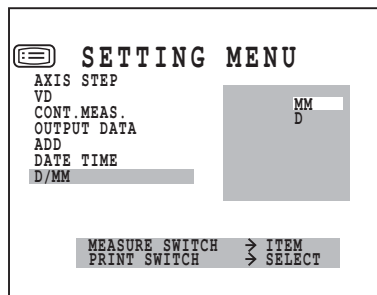 SETTING MENU
AXIS STEP
VD
CONT.MEAS.
OUTPUT DATA
ADD
DATE TIME
D/MM
MM
D
MEASURE SWITCH → ITEM
PRINT SWITCH → SELECT